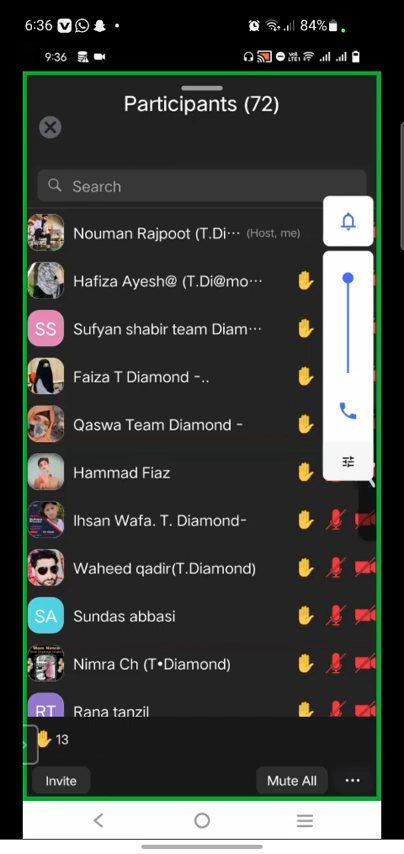 6:36
84%
9:36
Participants (72)
Search
Nouman Rajpoot (T.Di··· (Host, me)
Hafiza Ayesh@ (T.Di@mo···
SS Sufyan shabir team Diam···
Faiza T Diamond -..
Qaswa Team Diamond -
Hammad Fiaz
Ihsan Wafa. T. Diamond-
Waheed qadir(T.Diamond)
SA Sundas abbasi
Nimra Ch (T•Diamond)
RT Rana tanzil
13
Invite
Mute All